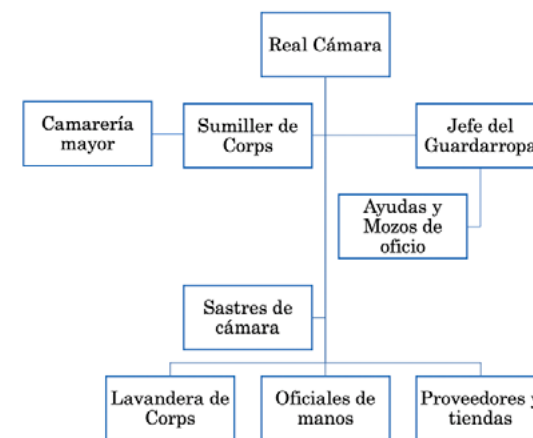 Real Cámara
Camarería
mayor
Sumiller de
Corps
Jefe del
Guardarropa
Ayudas y
Mozos de
oficio
Sastres de
cámara
Lavandera de
Corps
Oficiales de
manos
Proveedores y
tiendas